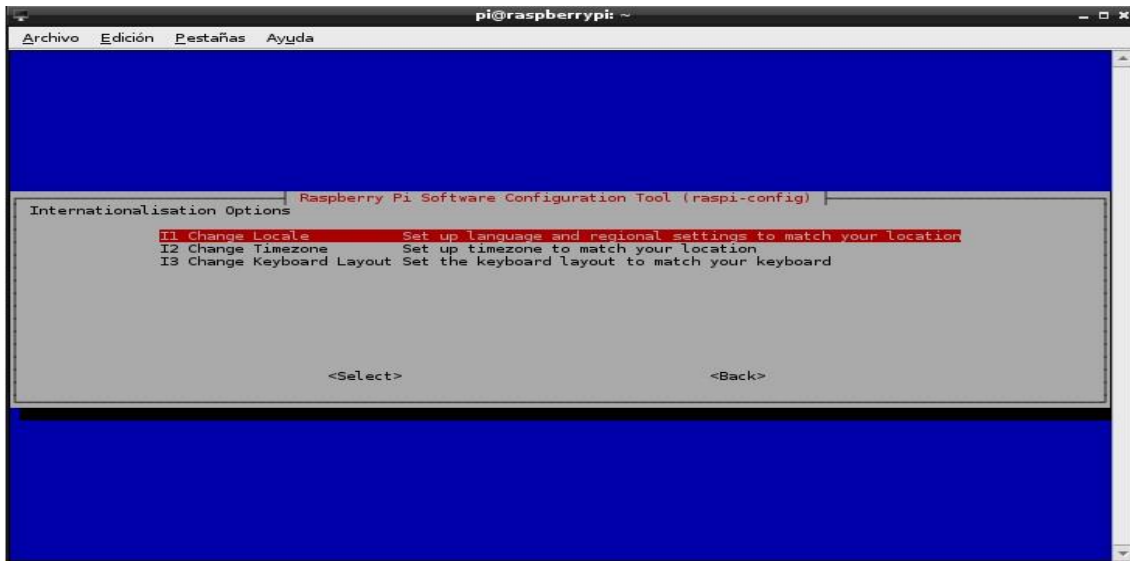 pi@raspberrypi: ~
Archivo Edición Pestañas Ayuda
Raspberry Pi Software Configuration Tool (raspi-config)
Internationalisation Options
I1 Change Locale Set up language and regional settings to match your location
I2 Change Timezone Set up timezone to match your location
I3 Change Keyboard Layout Set the keyboard layout to match your keyboard
<Select> <Back>